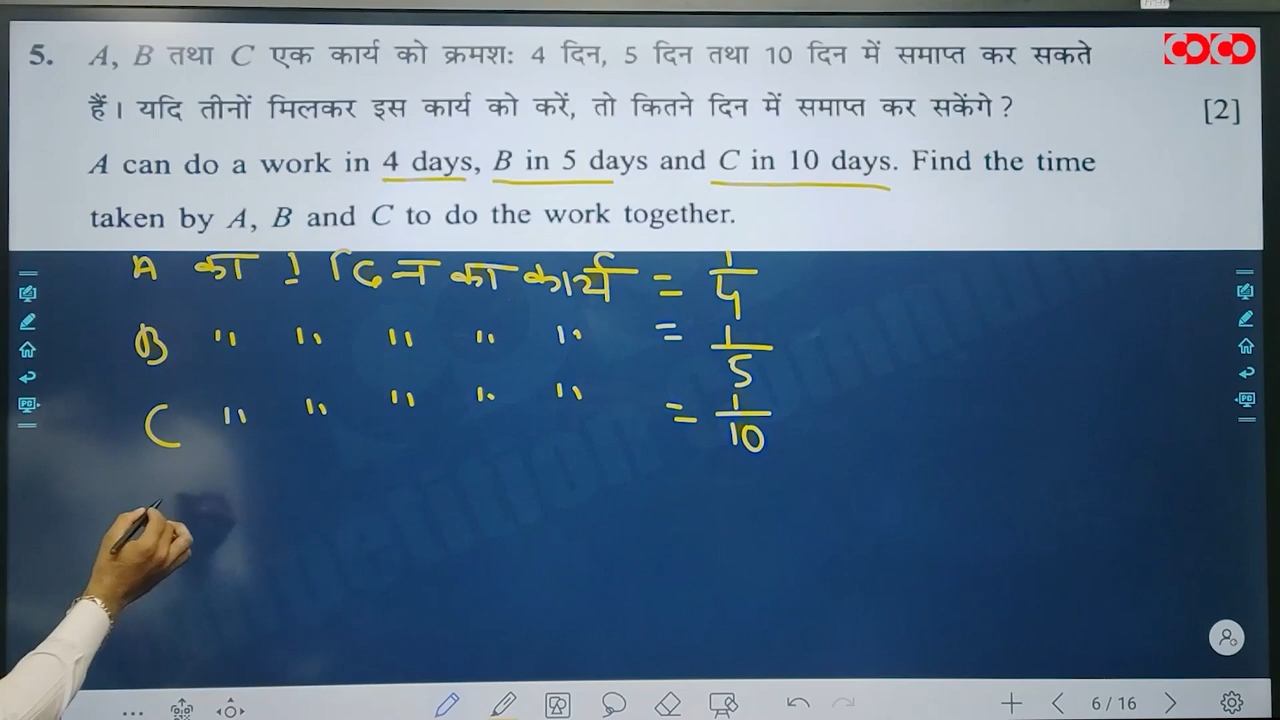 COCO
5. A, B तथा C एक कार्य को क्रमशः 4 दिन, 5 दिन तथा 10 दिन में समाप्त कर सकते
हैं। यदि तीनों मिलकर इस कार्य को करें, तो कितने दिन में समाप्त कर सकेंगे ? [2]
A can do a work in 4 days, B in 5 days and C in 10 days. Find the time
taken by A, B and C to do the work together.
A का 1 दिन का कार्य = 1/4
B " " " " " = 1/5
C " " " " " = 1/10
6 / 16